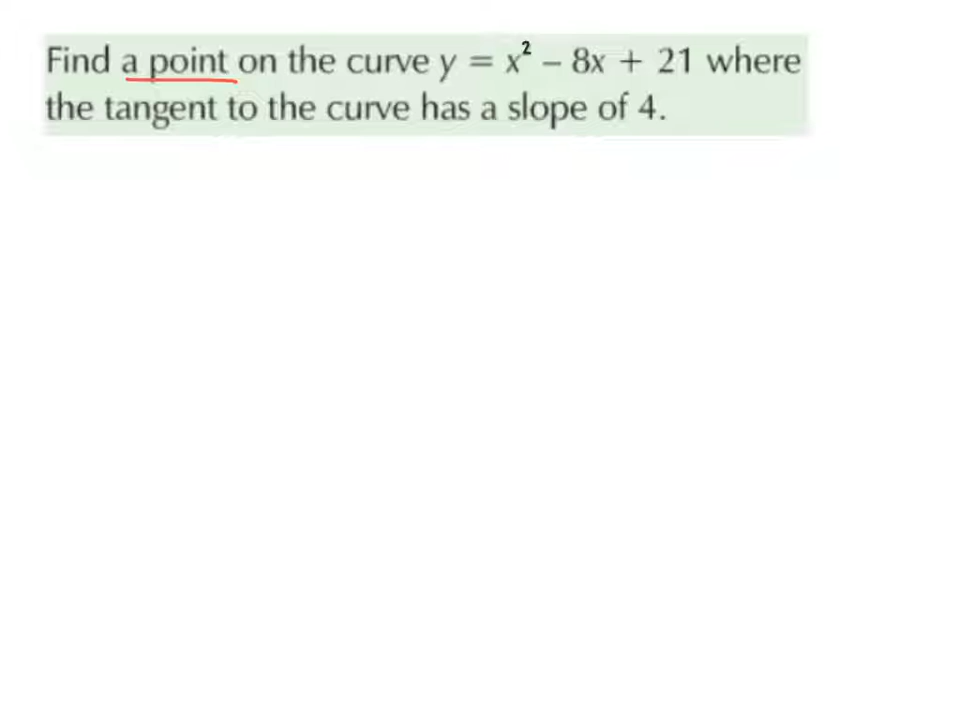 Find a point on the curve y = x² – 8x + 21 where
the tangent to the curve has a slope of 4.